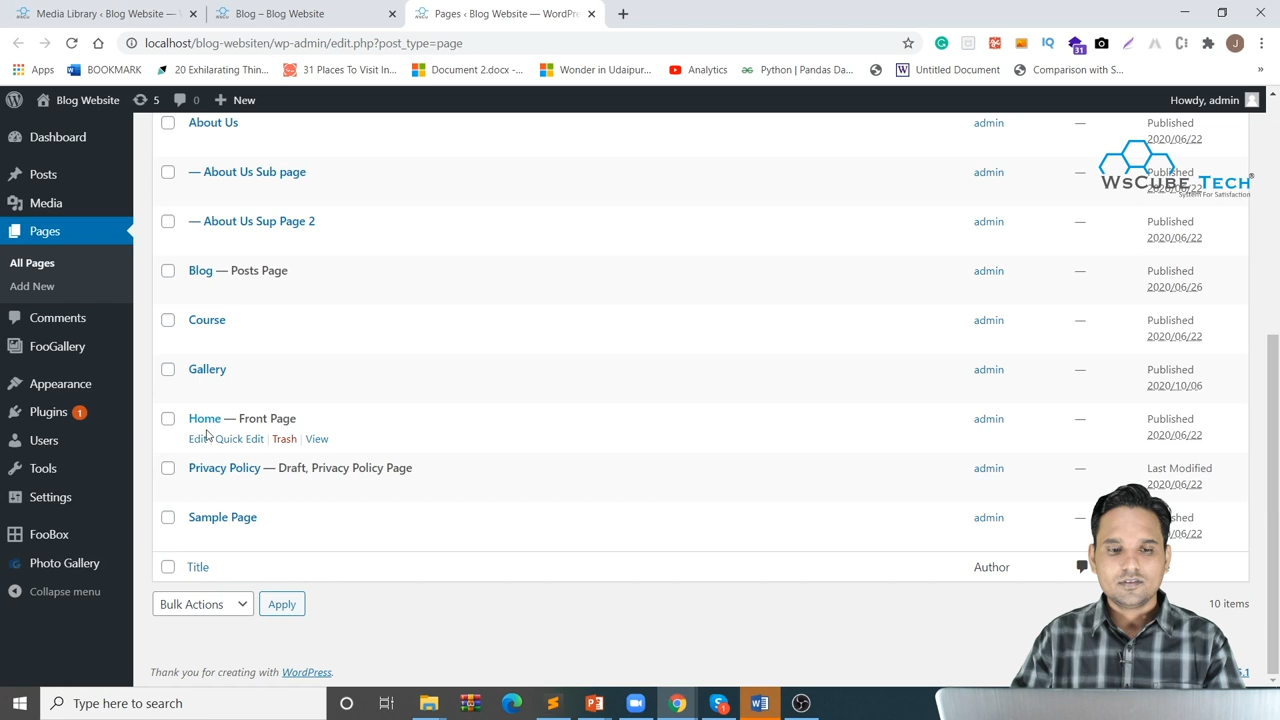 Media Library ‹ Blog Website — W
Blog – Blog Website
Pages ‹ Blog Website — WordPre
localhost/blog-websiten/wp-admin/edit.php?post_type=page
31
J
Apps
BOOKMARK
20 Exhilarating Thin...
31 Places To Visit In...
Document 2.docx -...
Wonder in Udaipur...
Analytics
Python | Pandas Da...
Untitled Document
Comparison with S...
Blog Website
5
0
New
Howdy, admin
Dashboard
Posts
Media
Pages
All Pages
Add New
Comments
FooGallery
Appearance
Plugins 1
Users
Tools
Settings
FooBox
Photo Gallery
Collapse menu
About Us
admin
—
Published
2020/06/22
WsCube Tech®
System For Satisfaction
— About Us Sub page
admin
—
Published
— About Us Sup Page 2
admin
—
Published
2020/06/22
Blog — Posts Page
admin
—
Published
2020/06/26
Course
admin
—
Published
2020/06/22
Gallery
admin
—
Published
2020/10/06
Home — Front Page
admin
—
Published
2020/06/22
Edit Quick Edit | Trash | View
Privacy Policy — Draft, Privacy Policy Page
admin
—
Last Modified
2020/06/22
Sample Page
admin
—
Title
Author
Bulk Actions
Apply
10 items
Thank you for creating with WordPress.
Type here to search